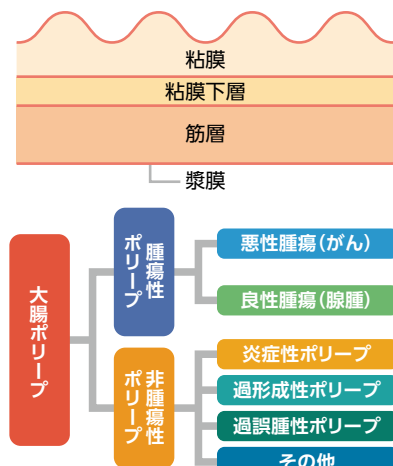 粘膜
粘膜下層
筋層
漿膜
大腸ポリープ
腫瘍性
ポリープ
悪性腫瘍(がん)
良性腫瘍(腺腫)
非腫瘍性
ポリープ
炎症性ポリープ
過形成性ポリープ
過誤腫性ポリープ
その他